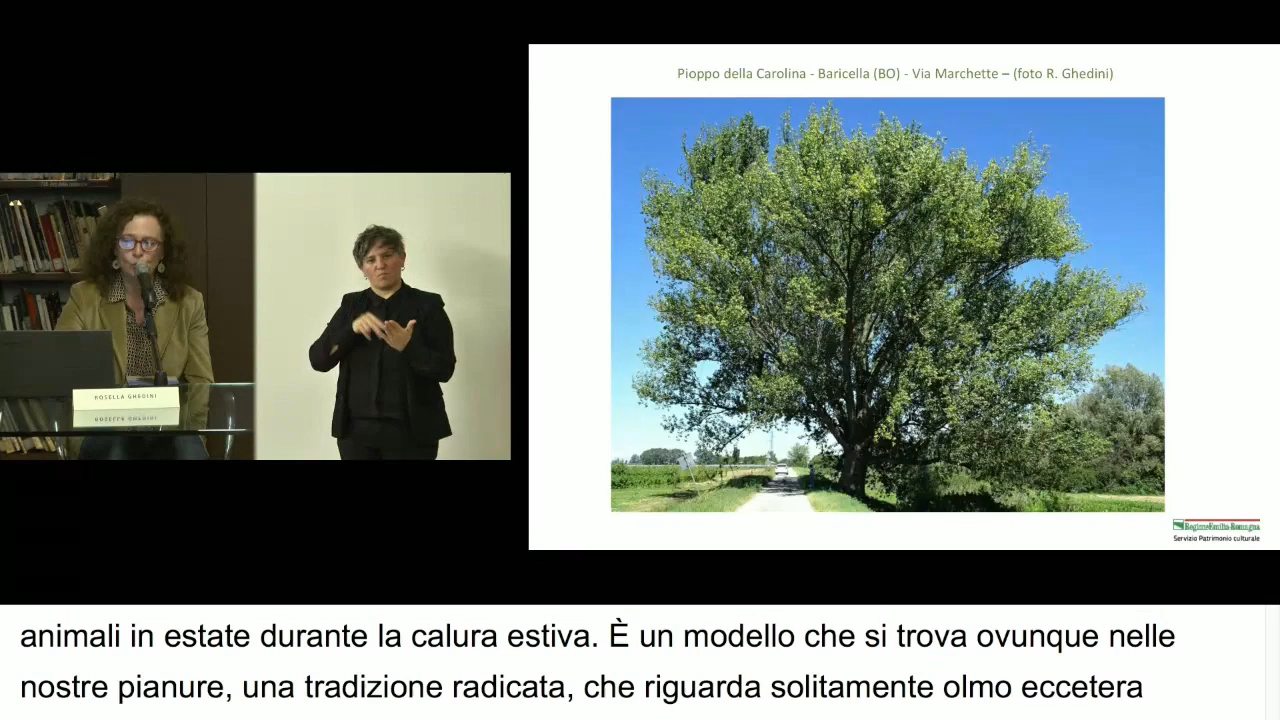 Pioppo della Carolina - Baricella (BO) - Via Marchette – (foto R. Ghedini)
ROSELLA GHEDINI
RegioneEmilia-Romagna
Servizio Patrimonio culturale
animali in estate durante la calura estiva. È un modello che si trova ovunque nelle
nostre pianure, una tradizione radicata, che riguarda solitamente olmo eccetera